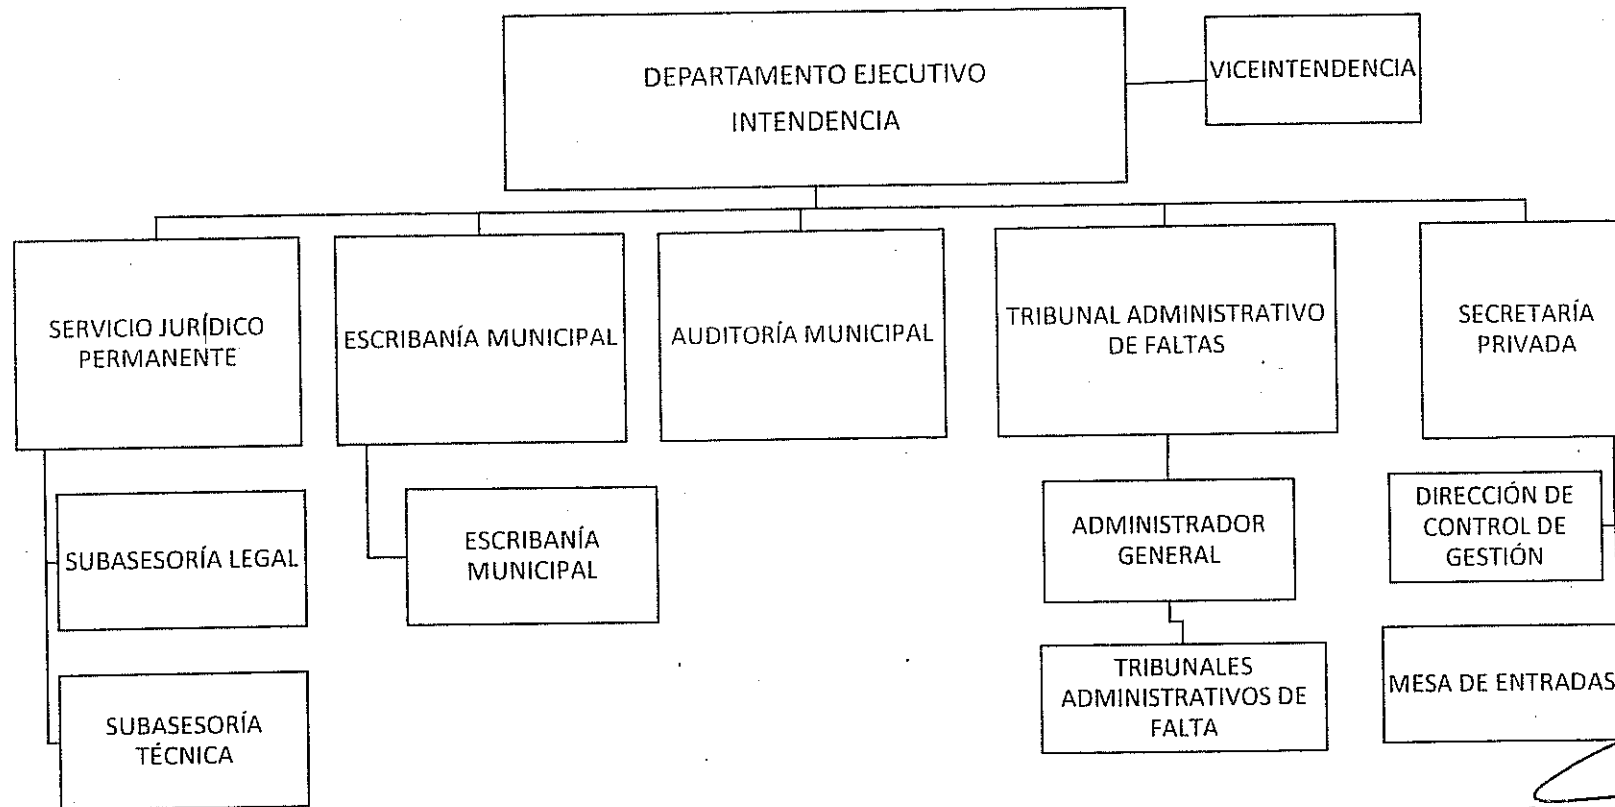 DEPARTAMENTO EJECUTIVO
INTENDENCIA
VICEINTENDENCIA
SERVICIO JURÍDICO
PERMANENTE
ESCRIBANÍA MUNICIPAL
AUDITORÍA MUNICIPAL
TRIBUNAL ADMINISTRATIVO
DE FALTAS
SECRETARÍA
PRIVADA
SUBASESORÍA LEGAL
ESCRIBANÍA
MUNICIPAL
ADMINISTRADOR
GENERAL
DIRECCIÓN DE
CONTROL DE
GESTIÓN
SUBASESORÍA
TÉCNICA
TRIBUNALES
ADMINISTRATIVOS DE
FALTA
MESA DE ENTRADAS